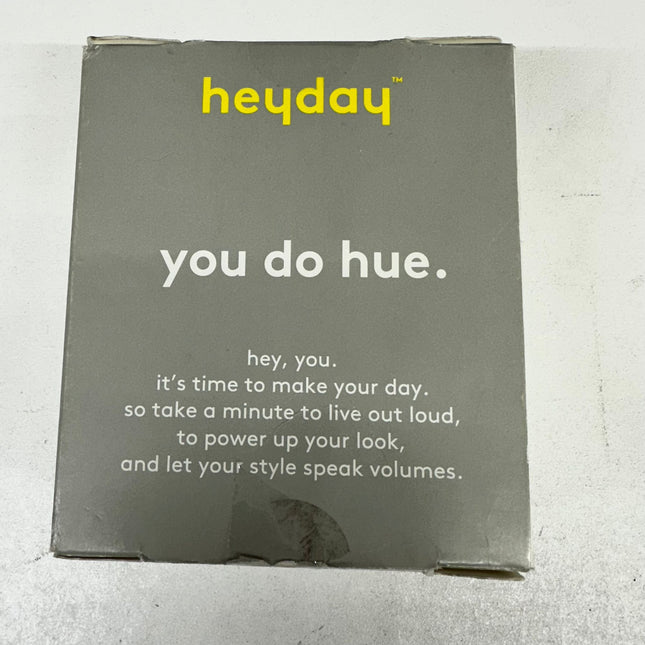 heyday™
you do hue.
hey, you.
it's time to make your day.
so take a minute to live out loud,
to power up your look,
and let your style speak volumes.